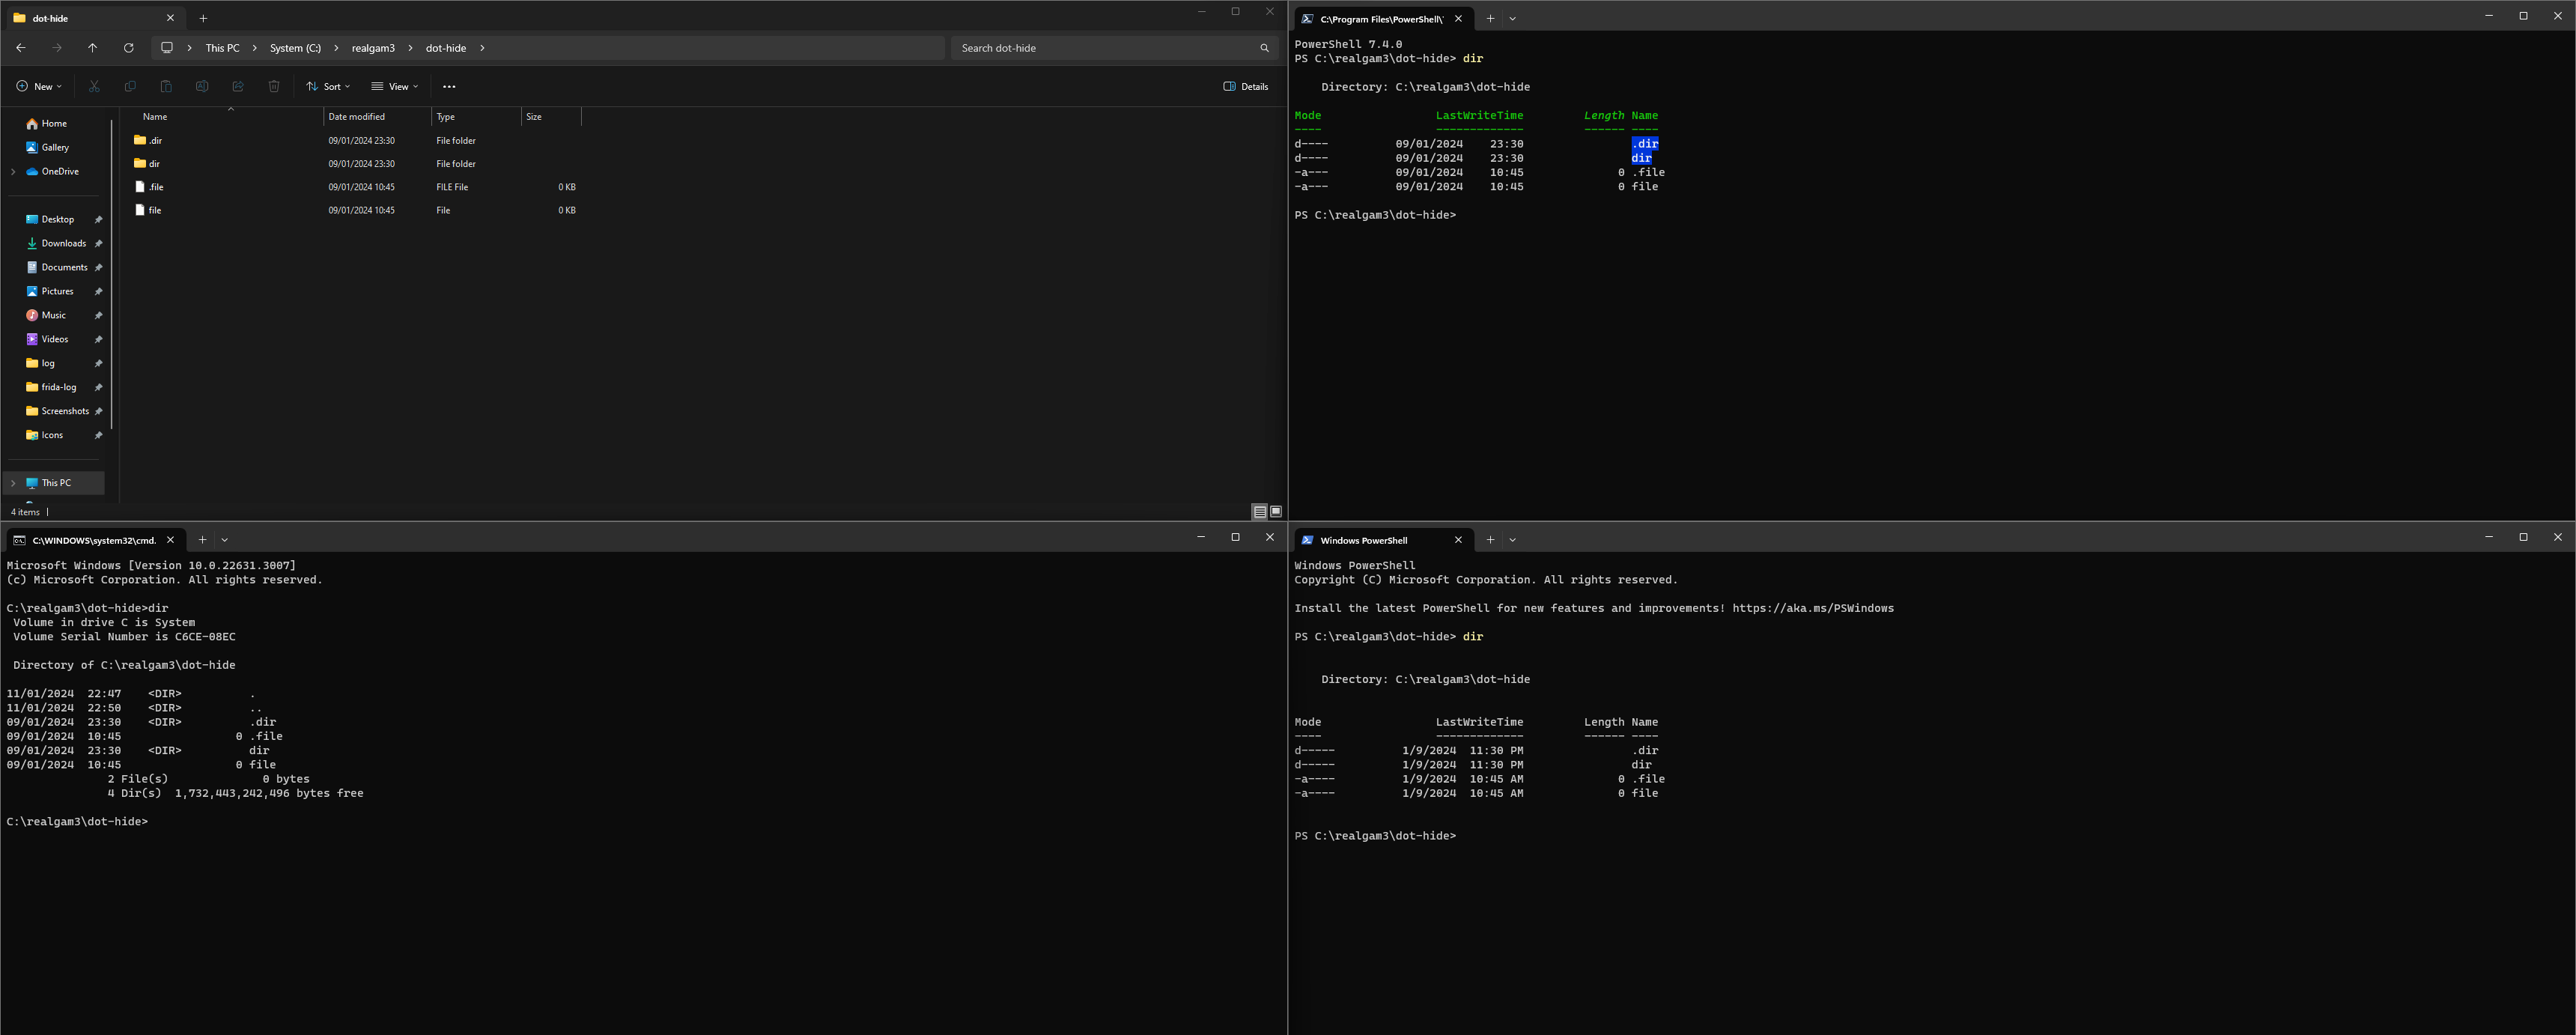 dot-hide
This PC > System (C:) > realgam3 > dot-hide >
Search dot-hide
New Sort View ... Details
Home
Gallery
OneDrive
Desktop
Downloads
Documents
Pictures
Music
Videos
log
frida-log
Screenshots
Icons
This PC
Name Date modified Type Size
.dir 09/01/2024 23:30 File folder
dir 09/01/2024 23:30 File folder
.file 09/01/2024 10:45 FILE File 0 KB
file 09/01/2024 10:45 File 0 KB
4 items
C:\Program Files\PowerShell\
PowerShell 7.4.0
PS C:\realgam3\dot-hide> dir
Directory: C:\realgam3\dot-hide
Mode LastWriteTime Length Name
---- ------------- ------ ----
d---- 09/01/2024 23:30 .dir
d---- 09/01/2024 23:30 dir
-a--- 09/01/2024 10:45 0 .file
-a--- 09/01/2024 10:45 0 file
PS C:\realgam3\dot-hide>
C:\WINDOWS\system32\cmd.
Microsoft Windows [Version 10.0.22631.3007]
(c) Microsoft Corporation. All rights reserved.
C:\realgam3\dot-hide>dir
Volume in drive C is System
Volume Serial Number is C6CE-08EC
Directory of C:\realgam3\dot-hide
11/01/2024 22:47 <DIR> .
11/01/2024 22:50 <DIR> ..
09/01/2024 23:30 <DIR> .dir
09/01/2024 10:45 0 .file
09/01/2024 23:30 <DIR> dir
09/01/2024 10:45 0 file
2 File(s) 0 bytes
4 Dir(s) 1,732,443,242,496 bytes free
C:\realgam3\dot-hide>
Windows PowerShell
Windows PowerShell
Copyright (C) Microsoft Corporation. All rights reserved.
Install the latest PowerShell for new features and improvements! https://aka.ms/PSWindows
PS C:\realgam3\dot-hide> dir
Directory: C:\realgam3\dot-hide
Mode LastWriteTime Length Name
---- ------------- ------ ----
d----- 1/9/2024 11:30 PM .dir
d----- 1/9/2024 11:30 PM dir
-a---- 1/9/2024 10:45 AM 0 .file
-a---- 1/9/2024 10:45 AM 0 file
PS C:\realgam3\dot-hide>